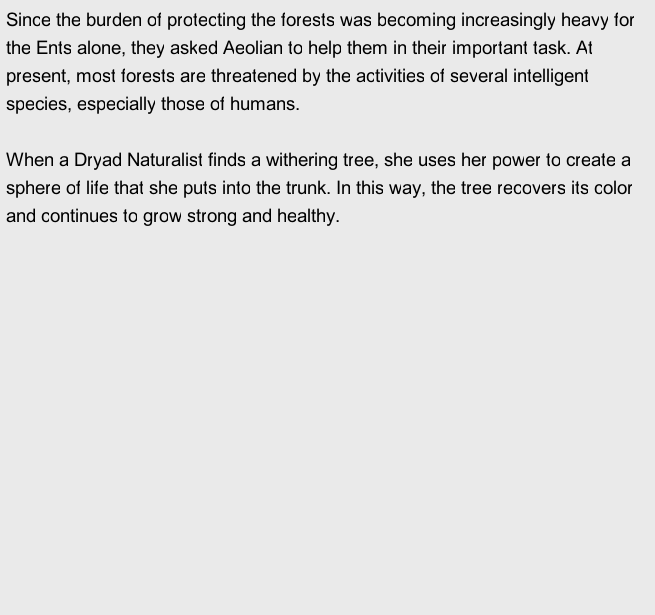 Since the burden of protecting the forests was becoming increasingly heavy for
the Ents alone, they asked Aeolian to help them in their important task. At
present, most forests are threatened by the activities of several intelligent
species, especially those of humans.
When a Dryad Naturalist finds a withering tree, she uses her power to create a
sphere of life that she puts into the trunk. In this way, the tree recovers its color
and continues to grow strong and healthy.